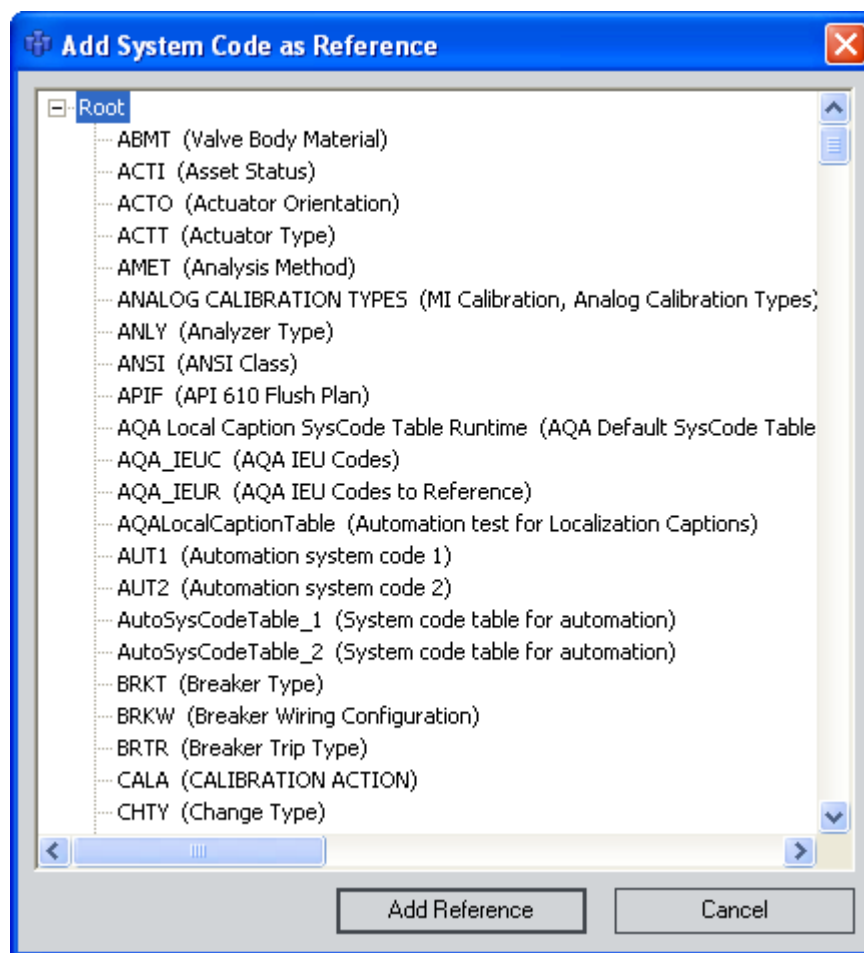 Add System Code as Reference
Root
ABMT (Valve Body Material)
ACTI (Asset Status)
ACTO (Actuator Orientation)
ACTT (Actuator Type)
AMET (Analysis Method)
ANALOG CALIBRATION TYPES (MI Calibration, Analog Calibration Types)
ANLY (Analyzer Type)
ANSI (ANSI Class)
APIF (API 610 Flush Plan)
AQA Local Caption SysCode Table Runtime (AQA Default SysCode Table
AQA_IEUC (AQA IEU Codes)
AQA_IEUR (AQA IEU Codes to Reference)
AQALocalCaptionTable (Automation test for Localization Captions)
AUT1 (Automation system code 1)
AUT2 (Automation system code 2)
AutoSysCodeTable_1 (System code table for automation)
AutoSysCodeTable_2 (System code table for automation)
BRKT (Breaker Type)
BRKW (Breaker Wiring Configuration)
BRTR (Breaker Trip Type)
CALA (CALIBRATION ACTION)
CHTY (Change Type)
Add Reference
Cancel